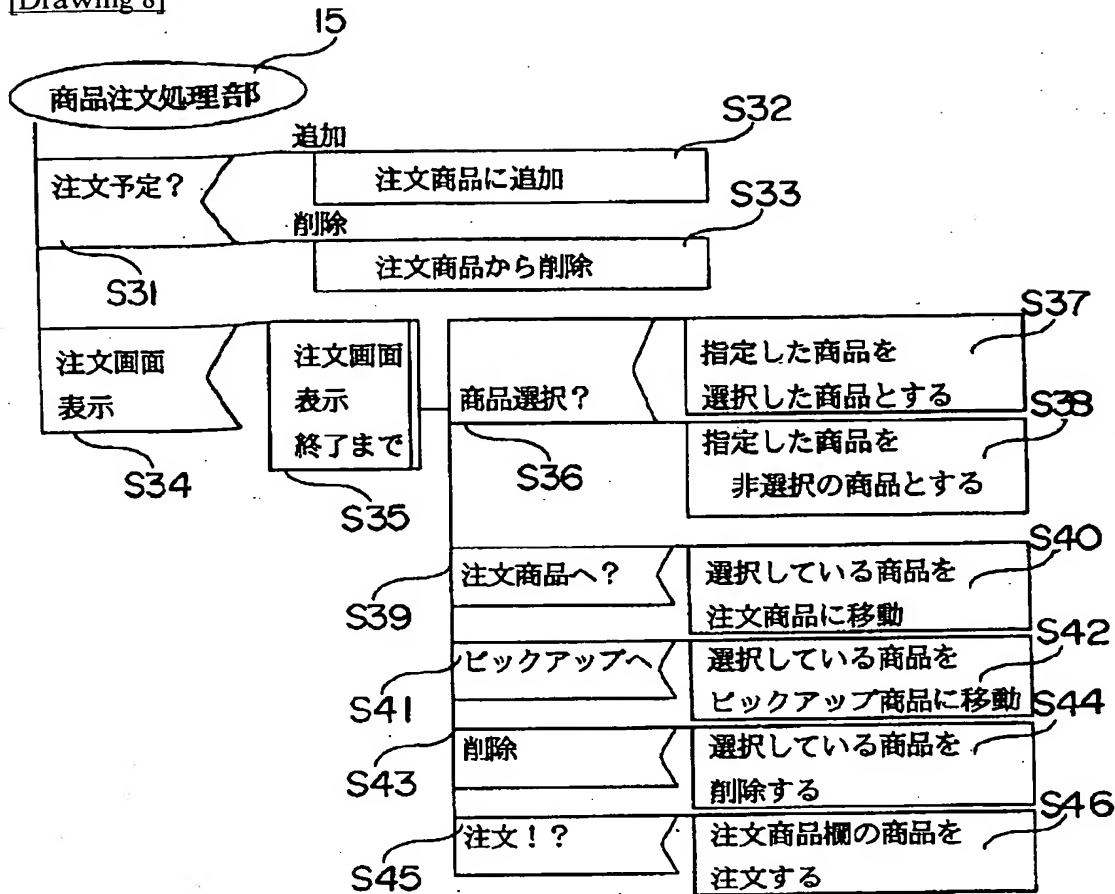 [Drawing 8]
15
商品注文処理部
追加
S32
注文予定?
注文商品に追加
S33
削除
注文商品から削除
S31
S37
注文画面
表示
S34
注文画面
表示
終了まで
S35
商品選択?
S36
指定した商品を
選択した商品とする
S38
指定した商品を
非選択の商品とする
S40
注文商品へ?
S39
選択している商品を
注文商品に移動
S42
ピックアップへ
S41
選択している商品を
ピックアップ商品に移動
S44
削除
S43
選択している商品を
削除する
S46
注文!?
S45
注文商品欄の商品を
注文する